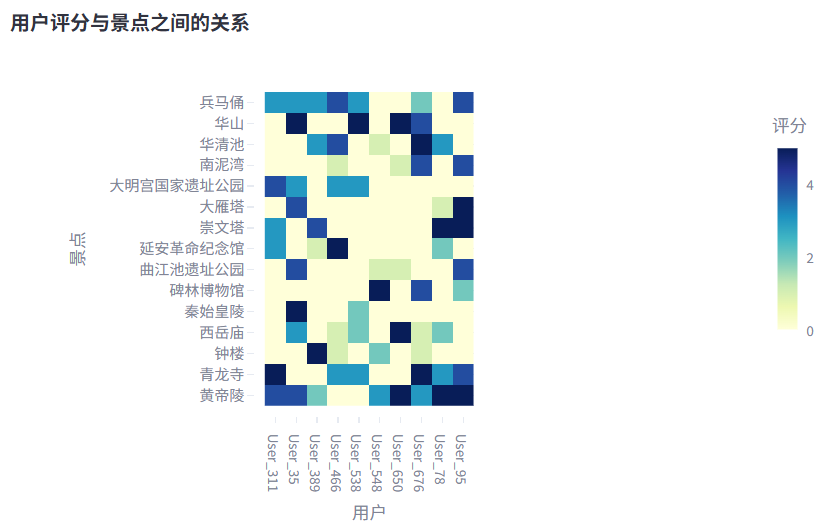 用户评分与景点之间的关系
评分
4
2
0
景点
兵马俑
华山
华清池
南泥湾
大明宫国家遗址公园
大雁塔
崇文塔
延安革命纪念馆
曲江池遗址公园
碑林博物馆
秦始皇陵
西岳庙
钟楼
青龙寺
黄帝陵
User_311
User_35
User_389
User_466
User_538
User_548
User_650
User_676
User_78
User_95
用户